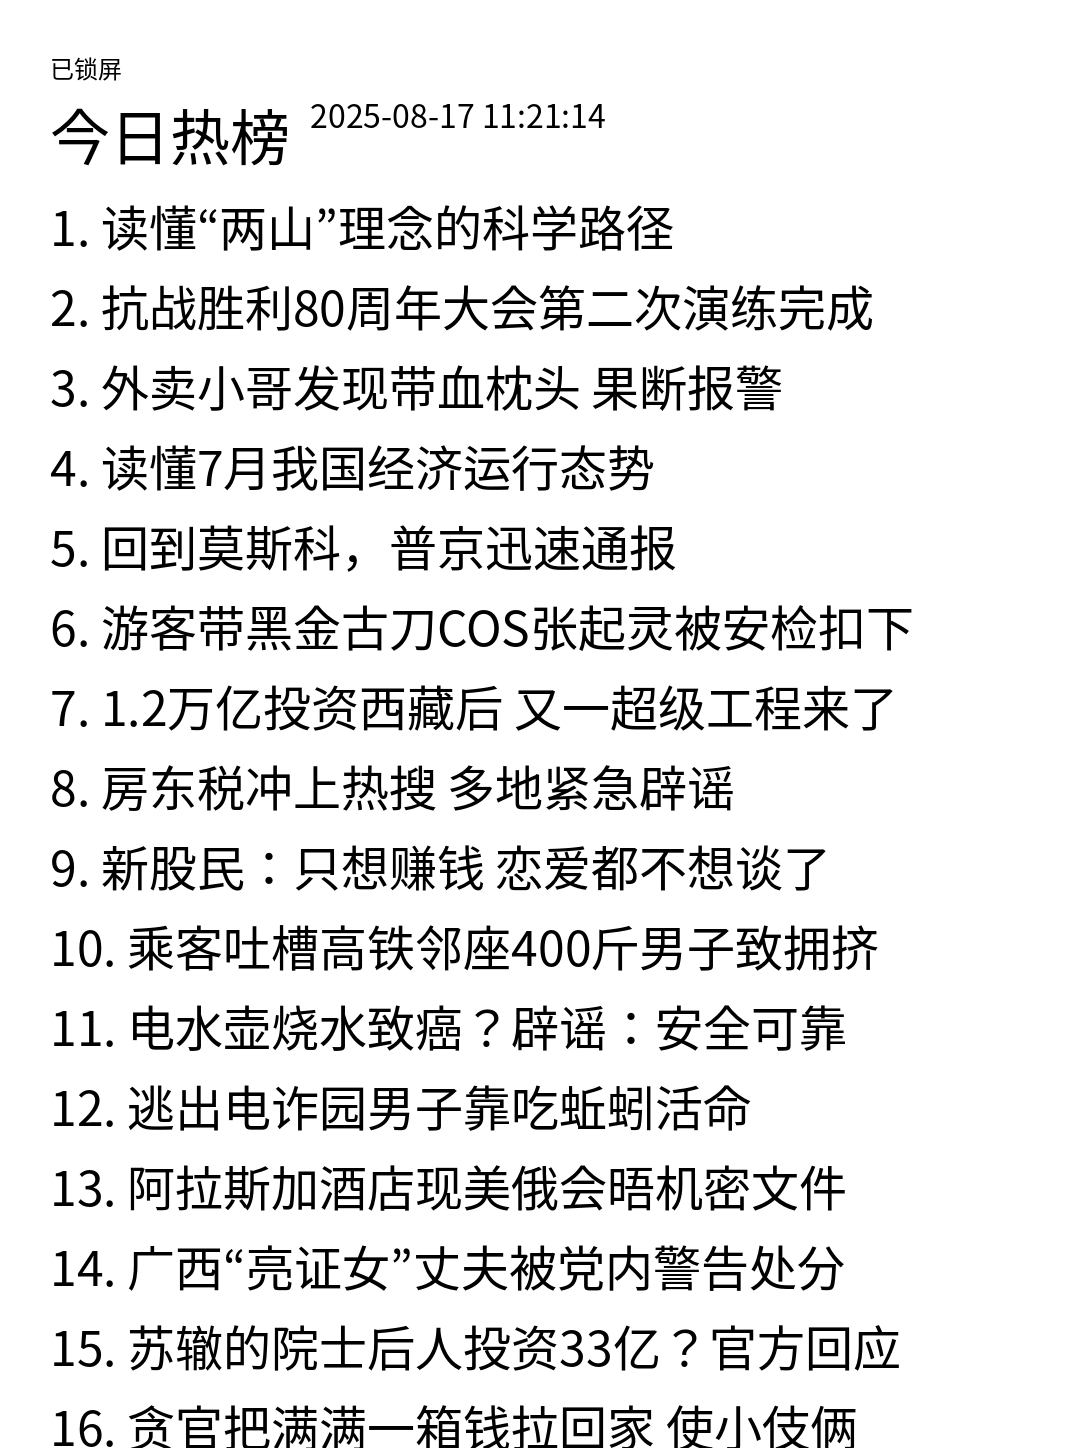 已锁屏
今日热榜 2025-08-17 11:21:14
1. 读懂“两山”理念的科学路径
2. 抗战胜利80周年大会第二次演练完成
3. 外卖小哥发现带血枕头 果断报警
4. 读懂7月我国经济运行态势
5. 回到莫斯科，普京迅速通报
6. 游客带黑金古刀COS张起灵被安检扣下
7. 1.2万亿投资西藏后 又一超级工程来了
8. 房东税冲上热搜 多地紧急辟谣
9. 新股民：只想赚钱 恋爱都不想谈了
10. 乘客吐槽高铁邻座400斤男子致拥挤
11. 电水壶烧水致癌？辟谣：安全可靠
12. 逃出电诈园男子靠吃蚯蚓活命
13. 阿拉斯加酒店现美俄会晤机密文件
14. 广西“亮证女”丈夫被党内警告处分
15. 苏辙的院士后人投资33亿？官方回应
16. 贪官把满满一箱钱拉回家 使小伎俩